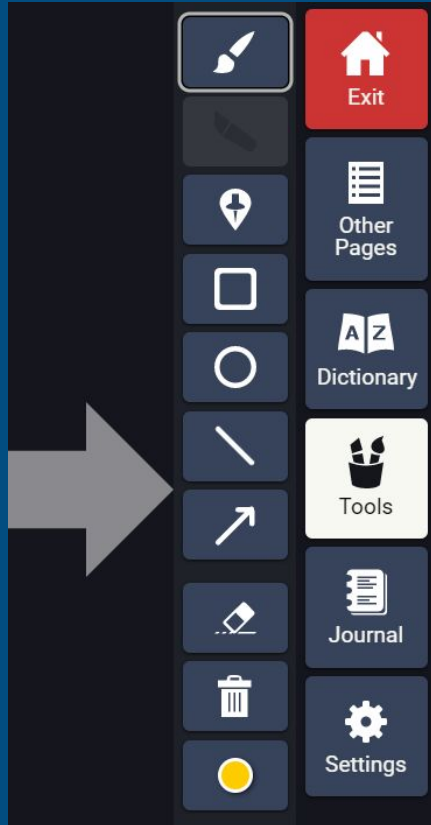 Exit
Other
Pages
A Z
Dictionary
Tools
Journal
Settings